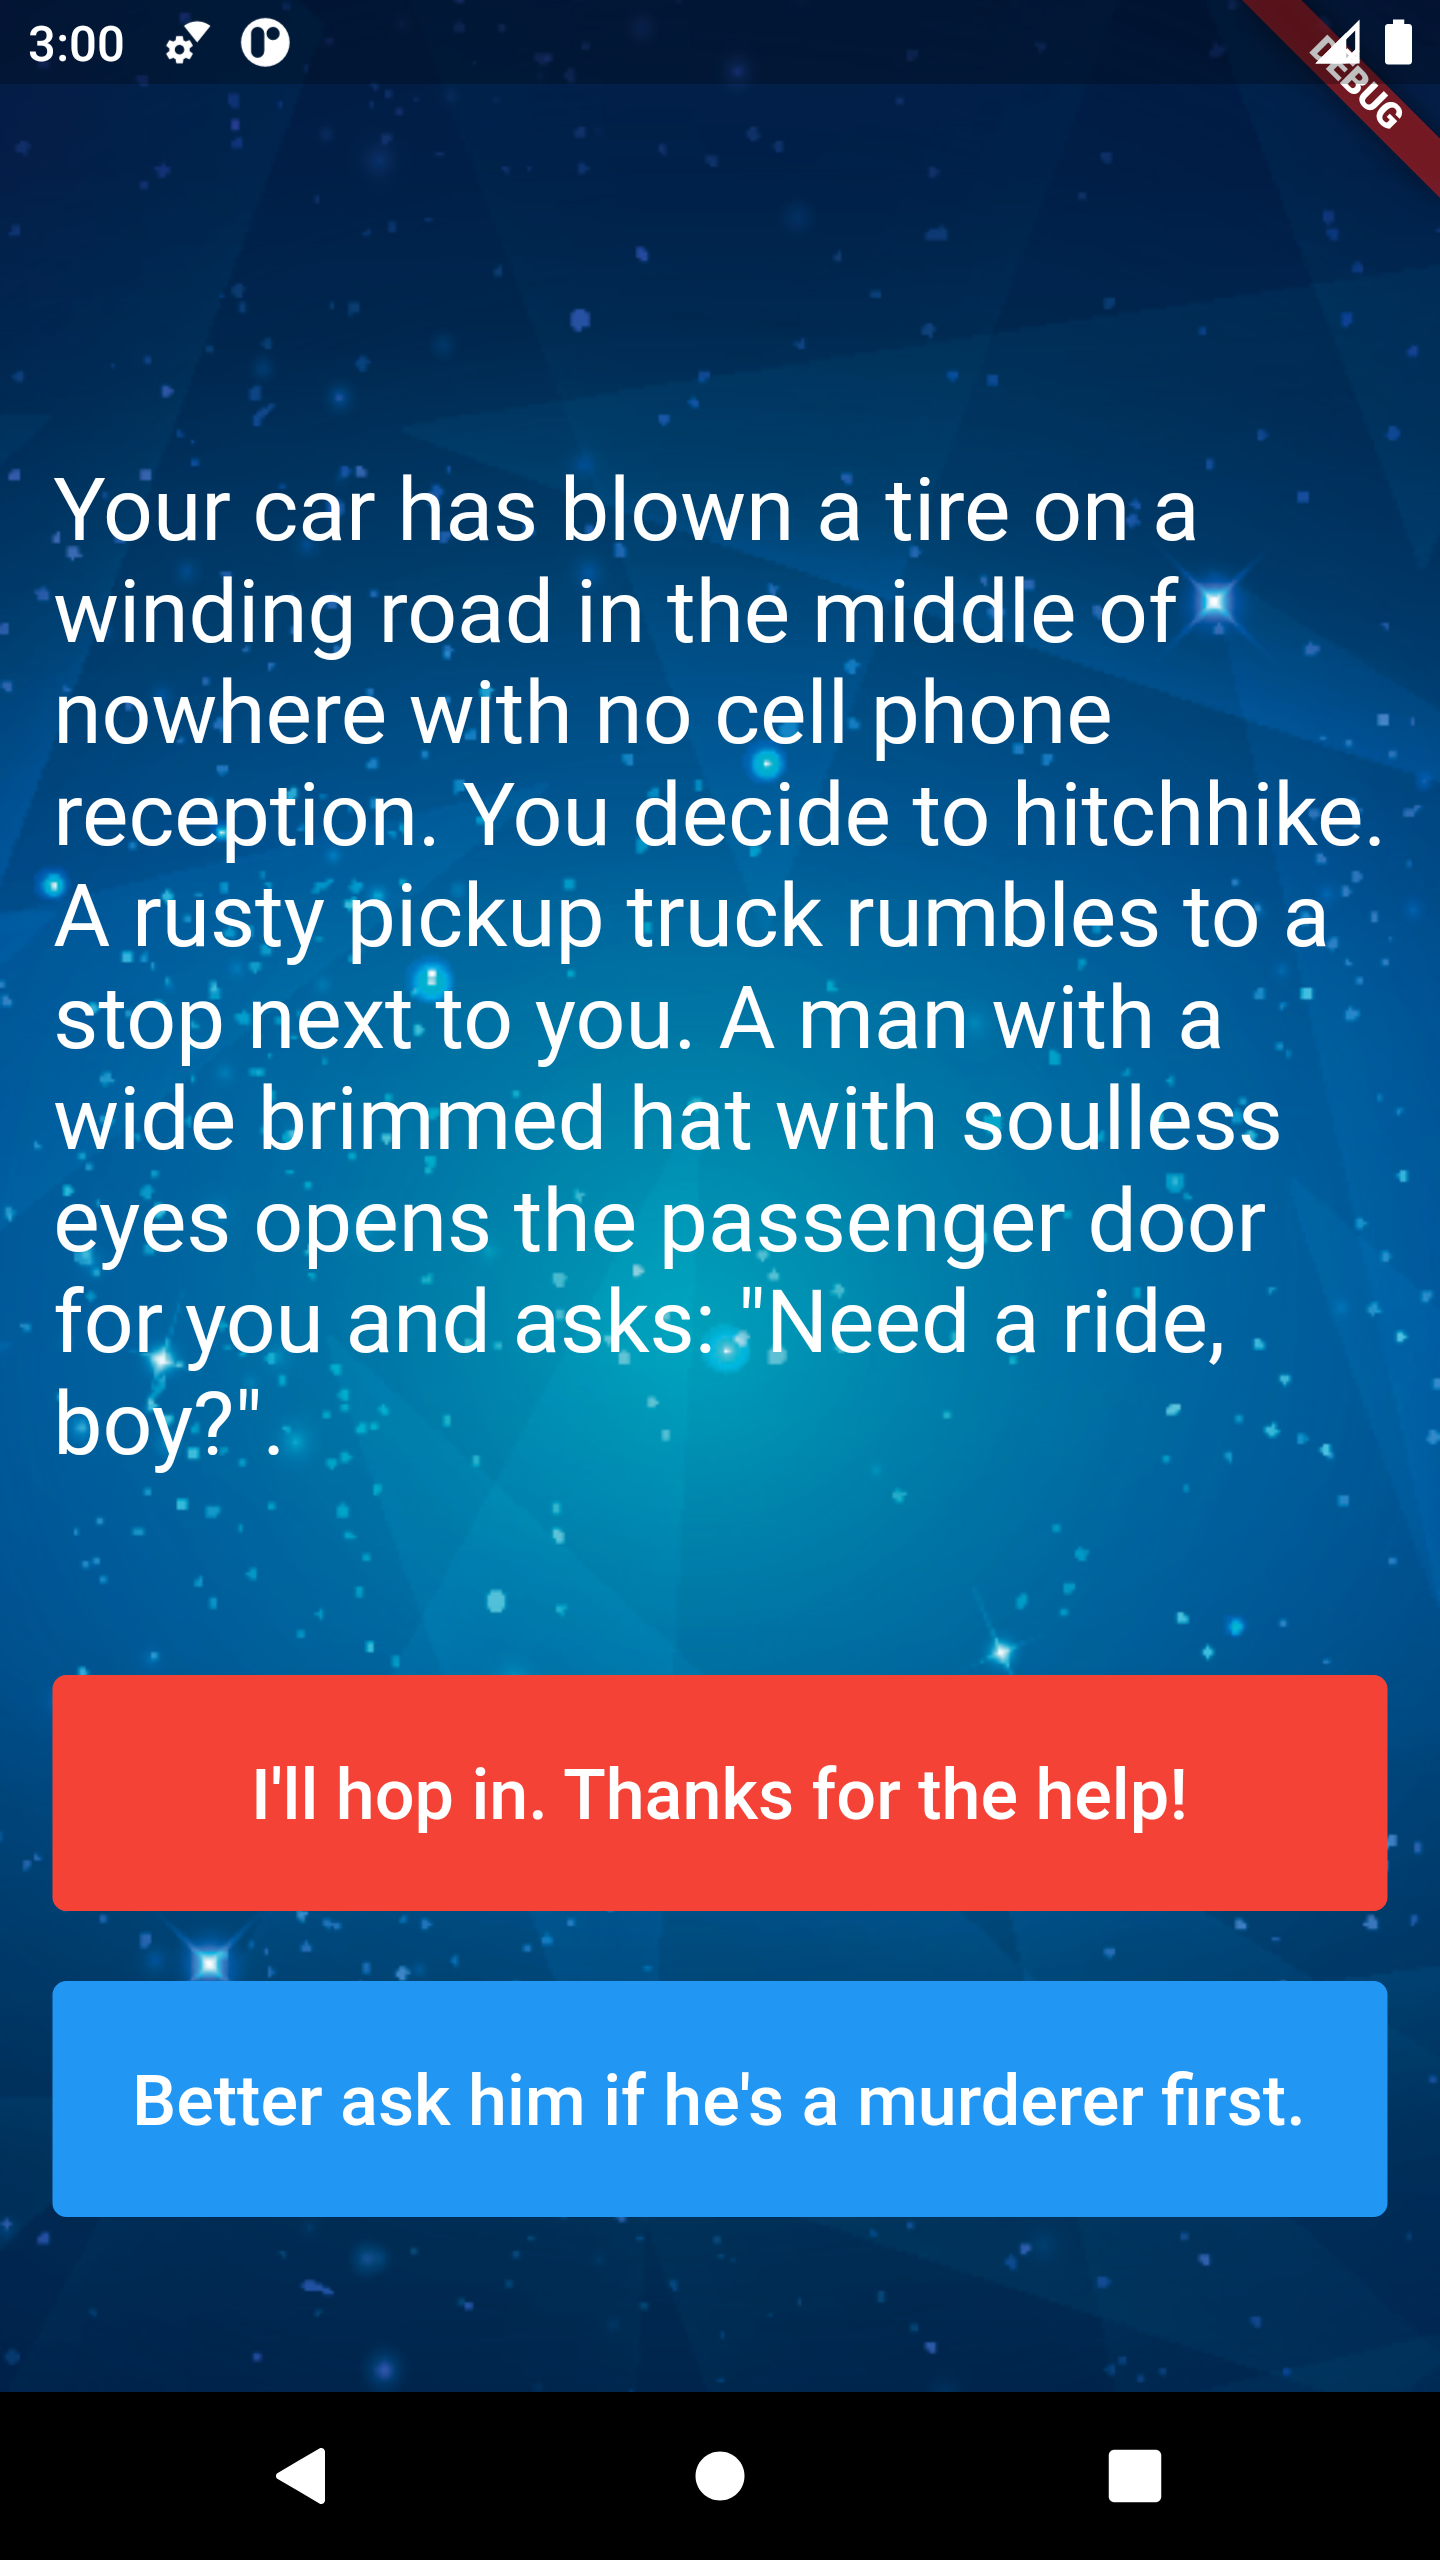 3:00
DEBUG
Your car has blown a tire on a
winding road in the middle of
nowhere with no cell phone
reception. You decide to hitchhike.
A rusty pickup truck rumbles to a
stop next to you. A man with a
wide brimmed hat with soulless
eyes opens the passenger door
for you and asks: "Need a ride,
boy?".
I'll hop in. Thanks for the help!
Better ask him if he's a murderer first.